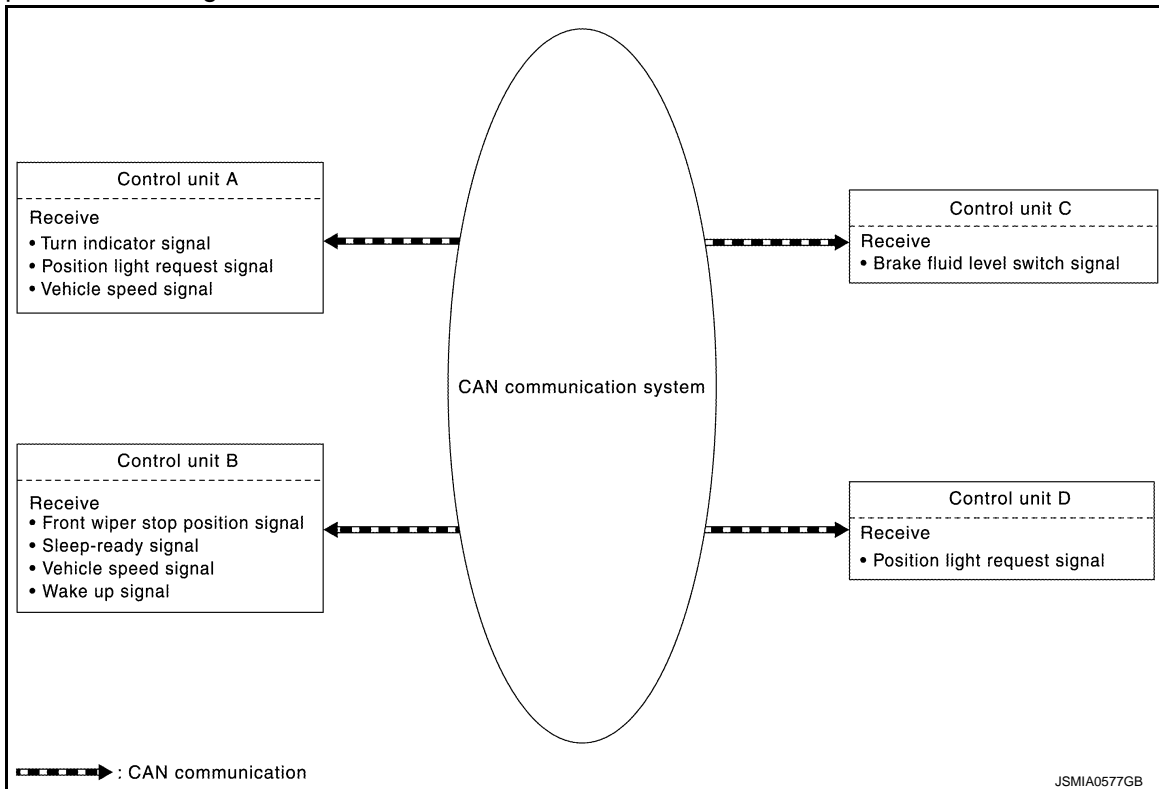 Control unit A
Receive
• Turn indicator signal
• Position light request signal
• Vehicle speed signal
Control unit C
Receive
• Brake fluid level switch signal
CAN communication system
Control unit B
Receive
• Front wiper stop position signal
• Sleep-ready signal
• Vehicle speed signal
• Wake up signal
Control unit D
Receive
• Position light request signal
: CAN communication
JSMIA0577GB